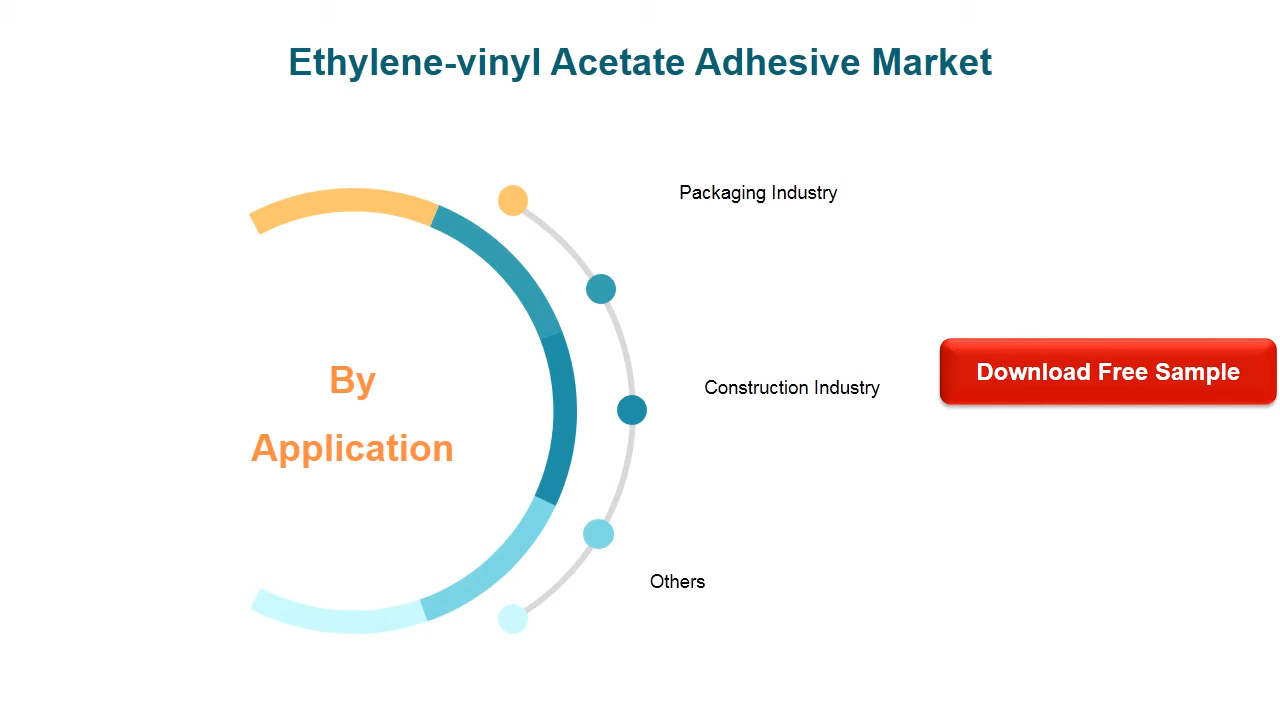 Ethylene-vinyl Acetate Adhesive Market
Packaging Industry
Download Free Sample
By
Construction Industry
Application
Others